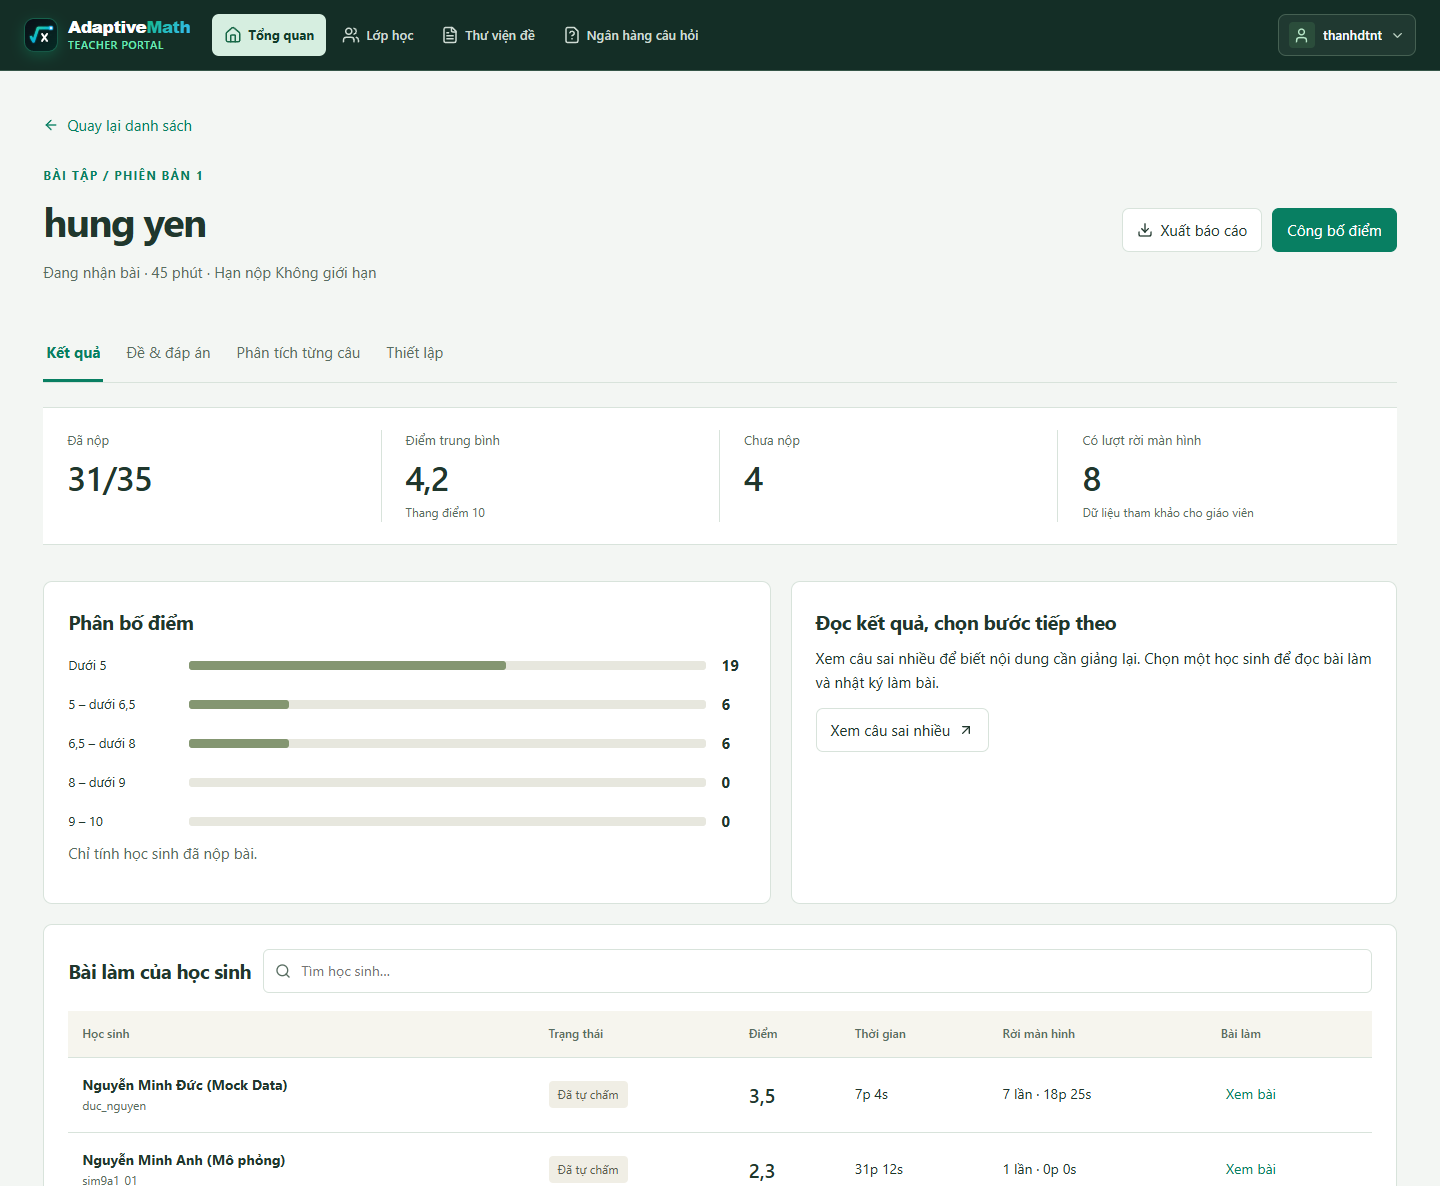 AdaptiveMath
TEACHER PORTAL
Tổng quan
Lớp học
Thư viện đề
Ngân hàng câu hỏi
thanhdtnt
Quay lại danh sách
BÀI TẬP / PHIÊN BẢN 1
hung yen
Đang nhận bài · 45 phút · Hạn nộp Không giới hạn
Xuất báo cáo
Công bố điểm
Kết quả
Đề & đáp án
Phân tích từng câu
Thiết lập
Đã nộp
31/35
Điểm trung bình
4,2
Thang điểm 10
Chưa nộp
4
Có lượt rời màn hình
8
Dữ liệu tham khảo cho giáo viên
Phân bố điểm
Dưới 5 19
5 – dưới 6,5 6
6,5 – dưới 8 6
8 – dưới 9 0
9 – 10 0
Chỉ tính học sinh đã nộp bài.
Đọc kết quả, chọn bước tiếp theo
Xem câu sai nhiều để biết nội dung cần giảng lại. Chọn một học sinh để đọc bài làm
và nhật ký làm bài.
Xem câu sai nhiều
Bài làm của học sinh
Tìm học sinh...
Học sinh Trạng thái Điểm Thời gian Rời màn hình Bài làm
Nguyễn Minh Đức (Mock Data)
duc_nguyen
Đã tự chấm
3,5
7p 4s
7 lần · 18p 25s
Xem bài
Nguyễn Minh Anh (Mô phỏng)
sim9a1_01
Đã tự chấm
2,3
31p 12s
1 lần · 0p 0s
Xem bài